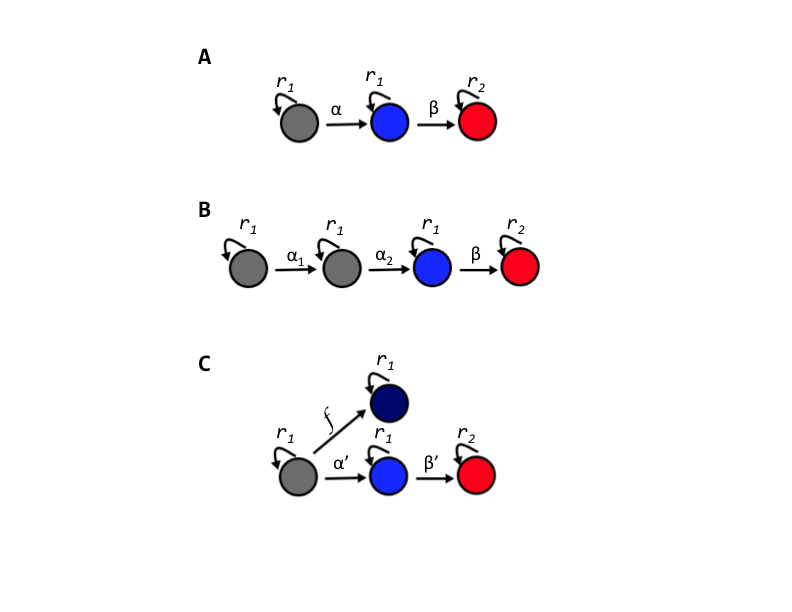 A
r1 r1 r2
α β
B
r1 r1 r1 r2
α1 α2 β
C
r1
f
r1 r1 r2
α′ β′